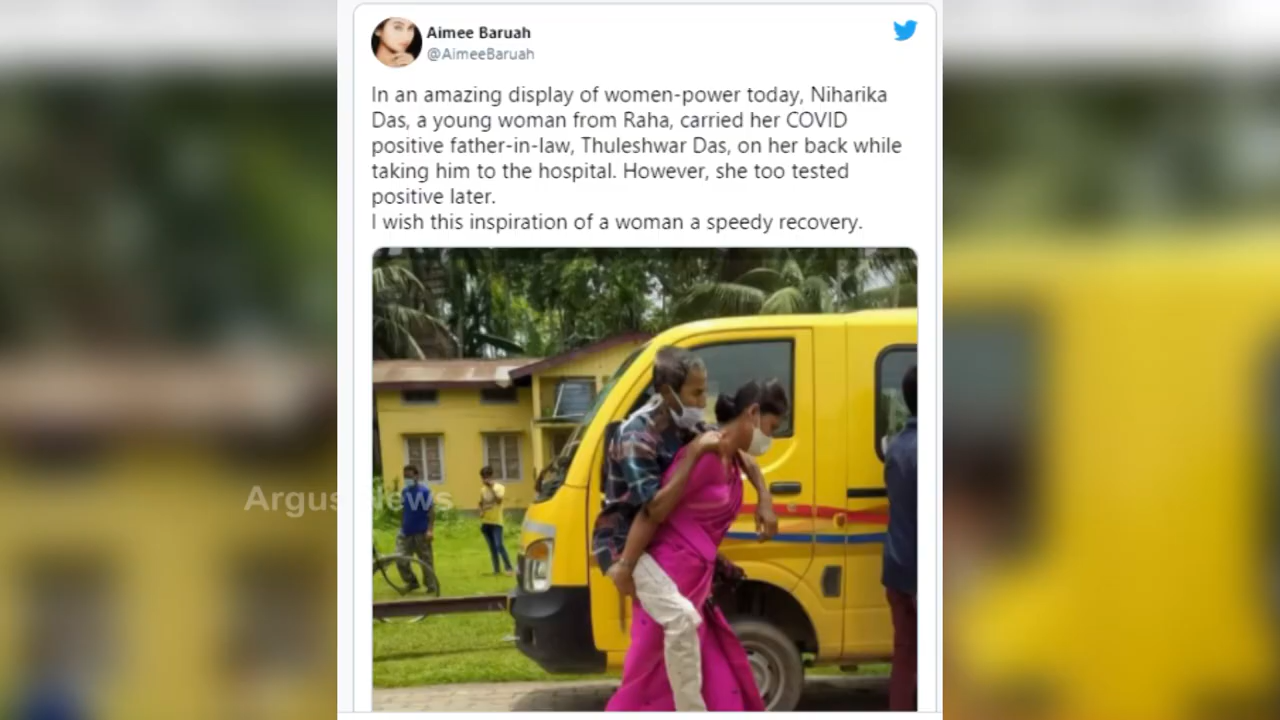 Aimee Baruah
@AimeeBaruah
In an amazing display of women-power today, Niharika
Das, a young woman from Raha, carried her COVID
positive father-in-law, Thuleshwar Das, on her back while
taking him to the hospital. However, she too tested
positive later.
I wish this inspiration of a woman a speedy recovery.
Argus News